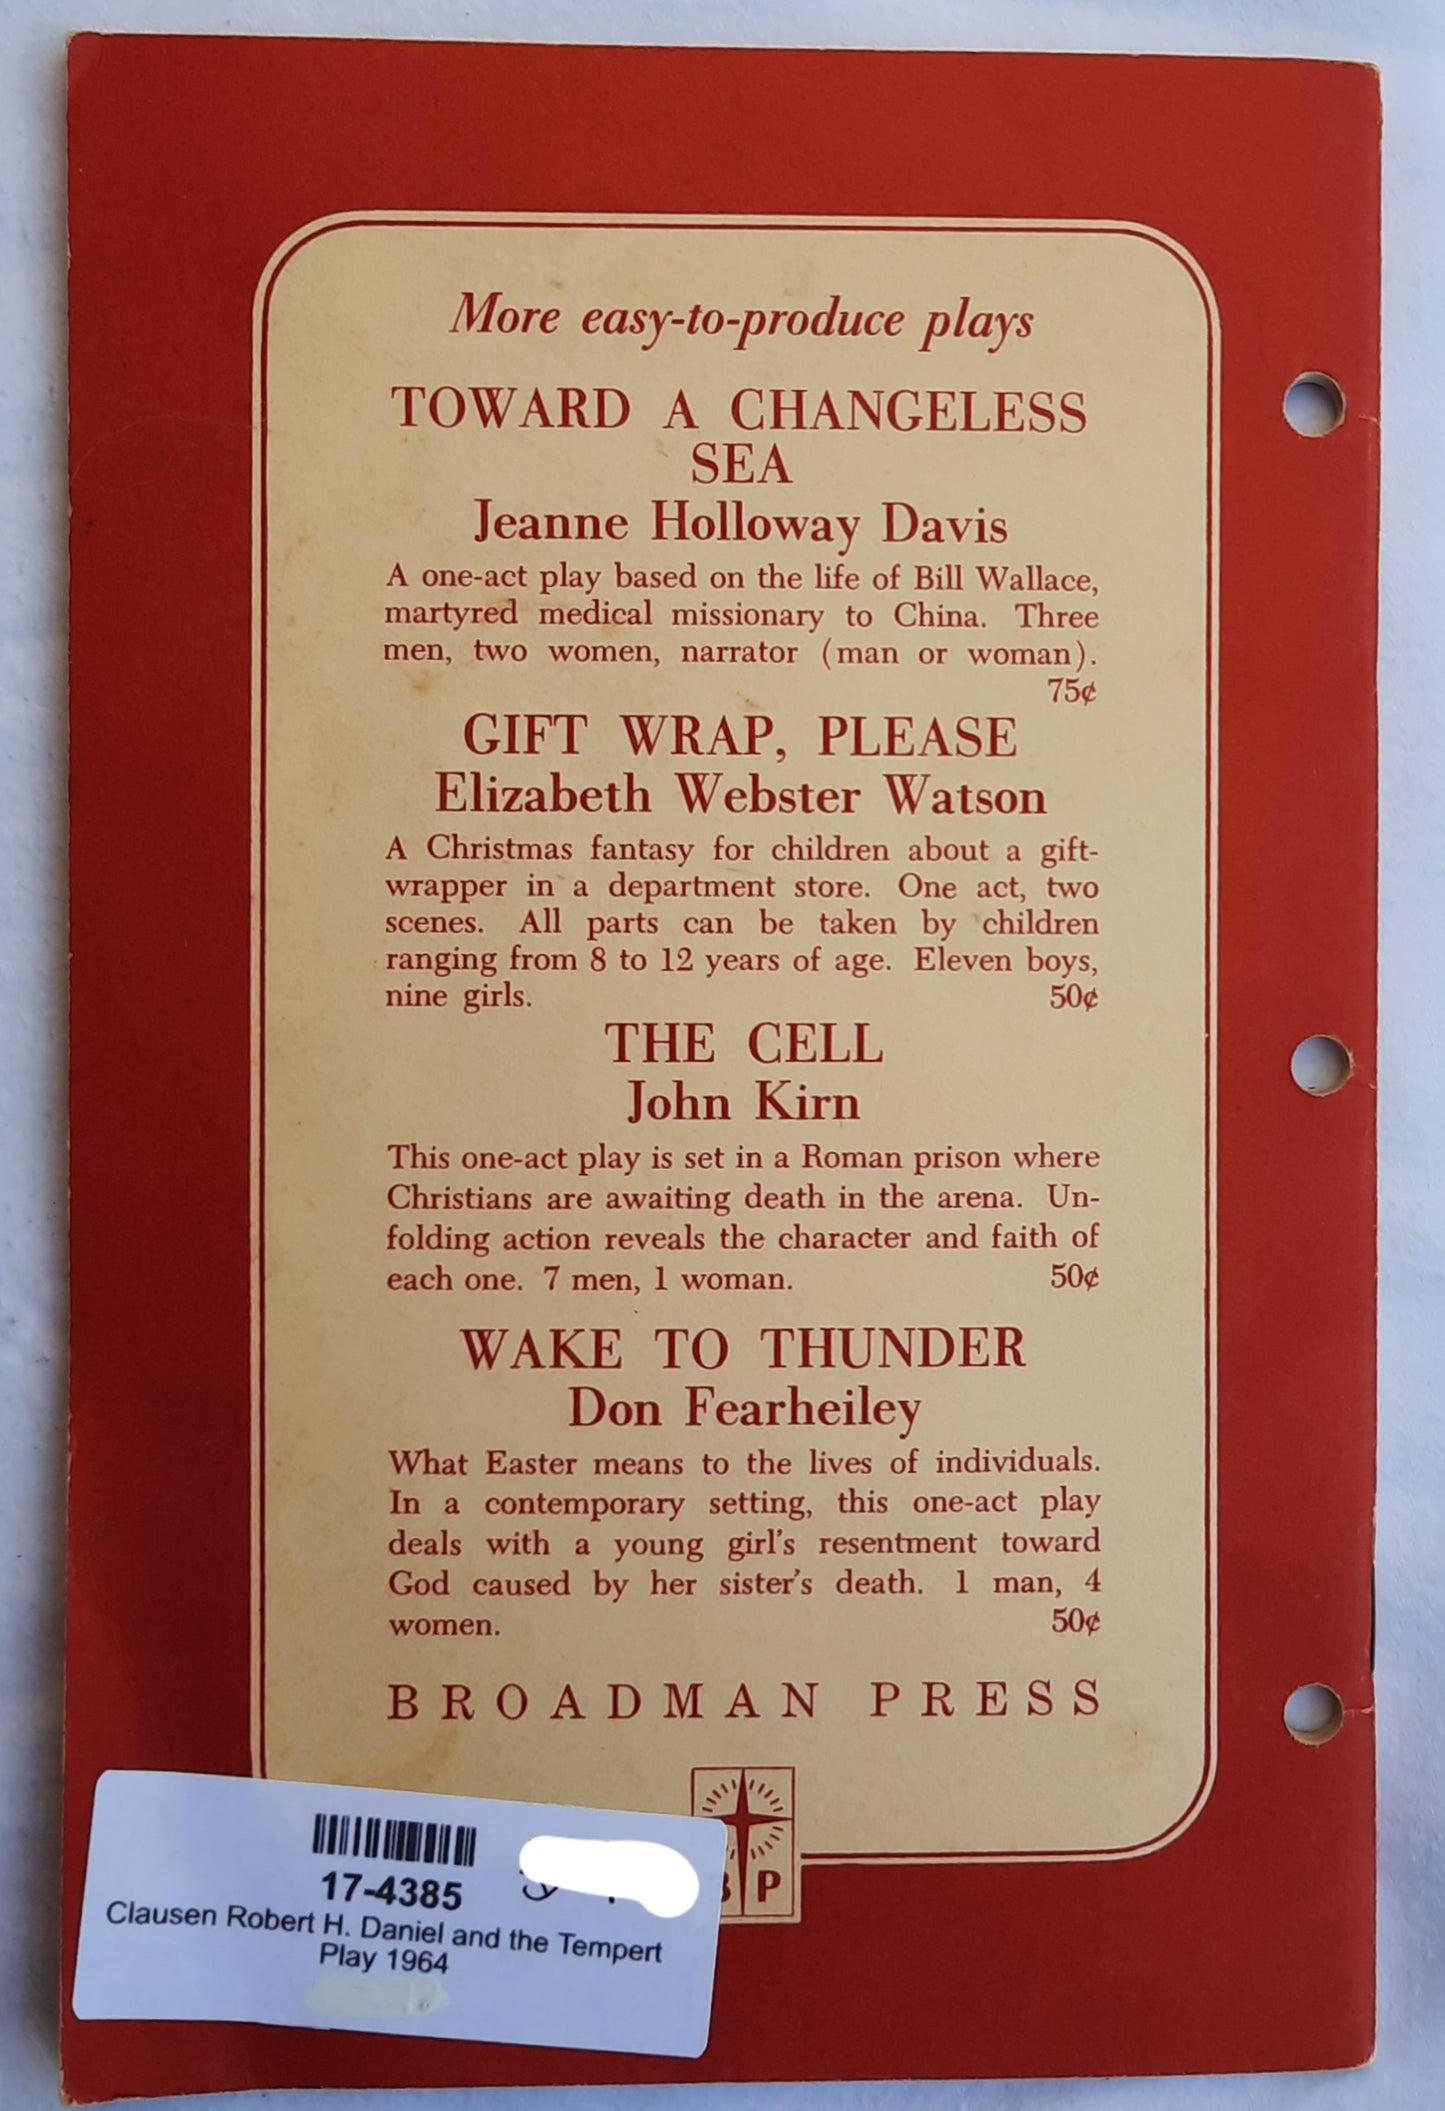 More easy-to-produce plays
TOWARD A CHANGELESS
SEA
Jeanne Holloway Davis
A one-act play based on the life of Bill Wallace,
martyred medical missionary to China. Three
men, two women, narrator (man or woman).
75¢
GIFT WRAP, PLEASE
Elizabeth Webster Watson
A Christmas fantasy for children about a gift-
wrapper in a department store. One act, two
scenes. All parts can be taken by children
ranging from 8 to 12 years of age. Eleven boys,
nine girls. 50¢
THE CELL
John Kirn
This one-act play is set in a Roman prison where
Christians are awaiting death in the arena. Un-
folding action reveals the character and faith of
each one. 7 men, 1 woman. 50¢
WAKE TO THUNDER
Don Fearheiley
What Easter means to the lives of individuals.
In a contemporary setting, this one-act play
deals with a young girl's resentment toward
God caused by her sister's death. 1 man, 4
women. 50¢
BROADMAN PRESS
B P
17-4385
Clausen Robert H. Daniel and the Tempert
Play 1964